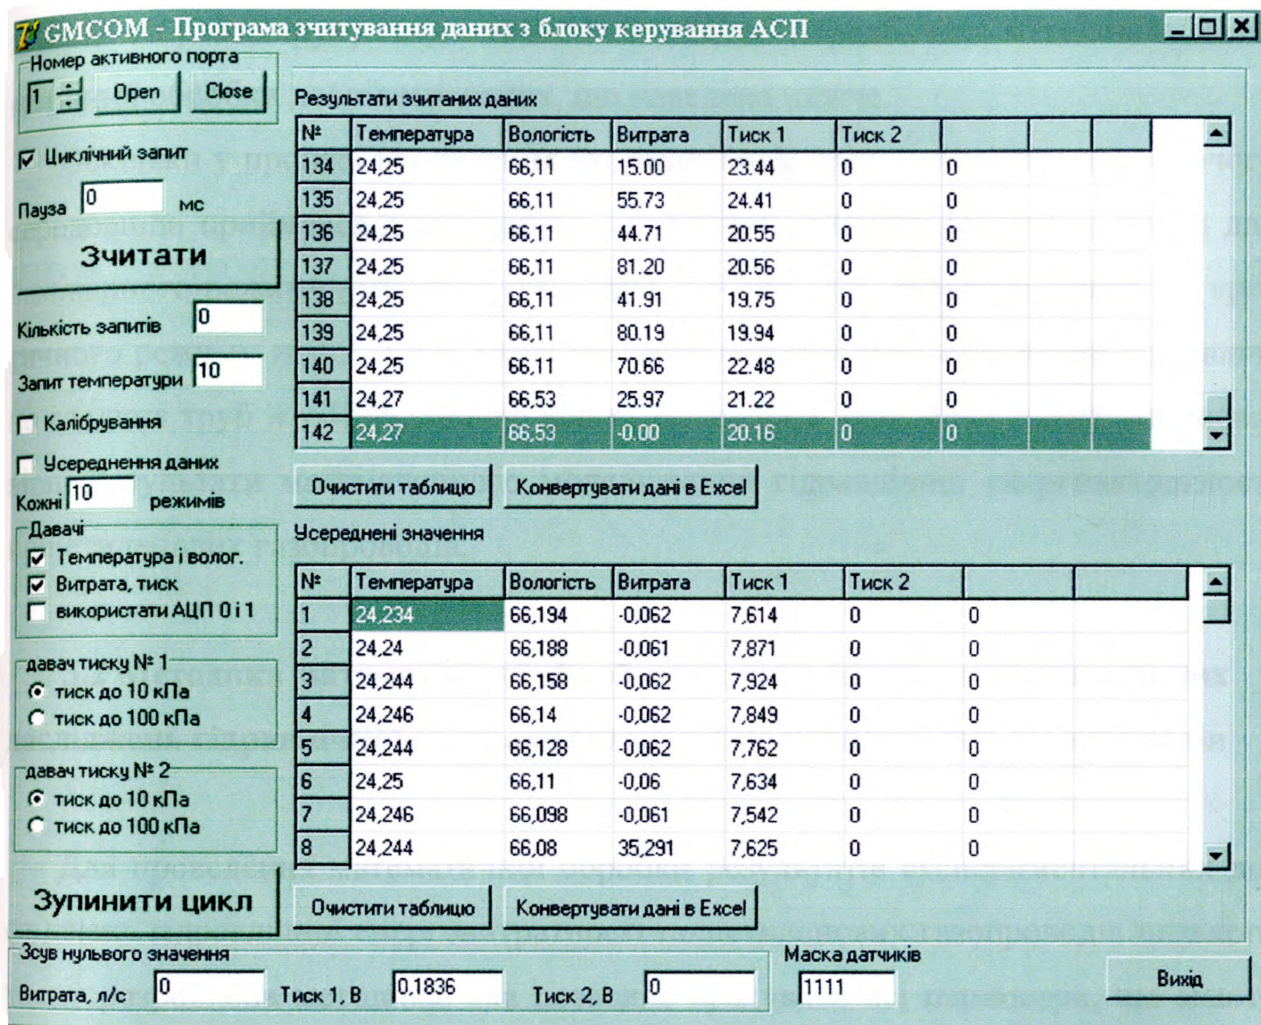 GMCOM - Програма зчитування даних з блоку керування АСП
Номер активного порта
1 Open Close
Циклічний запит
Пауза 0 мс
Зчитати
Кількість запитів 0
Запит температури 10
Калібрування
Усереднення даних
Кожні 10 режимів
Давачі
Температура і волог.
Витрата, тиск
використати АЦП 0 і 1
давач тиску № 1
тиск до 10 кПа
тиск до 100 кПа
давач тиску № 2
тиск до 10 кПа
тиск до 100 кПа
Зупинити цикл
Результати зчитаних даних
№ Температура Вологість Витрата Тиск 1 Тиск 2
134 24,25 66,11 15.00 23.44 0 0
135 24,25 66,11 55.73 24.41 0 0
136 24,25 66,11 44.71 20.55 0 0
137 24,25 66,11 81.20 20.56 0 0
138 24,25 66,11 41.91 19.75 0 0
139 24,25 66,11 80.19 19.94 0 0
140 24,25 66,11 70.66 22.48 0 0
141 24,27 66,53 25.97 21.22 0 0
142 24,27 66,53 -0.00 20.16 0 0
Очистити таблицю Конвертувати дані в Excel
Усереднені значення
№ Температура Вологість Витрата Тиск 1 Тиск 2
1 24,234 66,194 -0,062 7,614 0 0
2 24,24 66,188 -0,061 7,871 0 0
3 24,244 66,158 -0,062 7,924 0 0
4 24,246 66,14 -0,062 7,849 0 0
5 24,244 66,128 -0,062 7,762 0 0
6 24,25 66,11 -0,06 7,634 0 0
7 24,246 66,098 -0,061 7,542 0 0
8 24,244 66,08 35,291 7,625 0 0
Очистити таблицю Конвертувати дані в Excel
Зсув нульвого значення
Витрата, л/с 0 Тиск 1, В 0,1836 Тиск 2, В 0
Маска датчиків
1111
Вихід